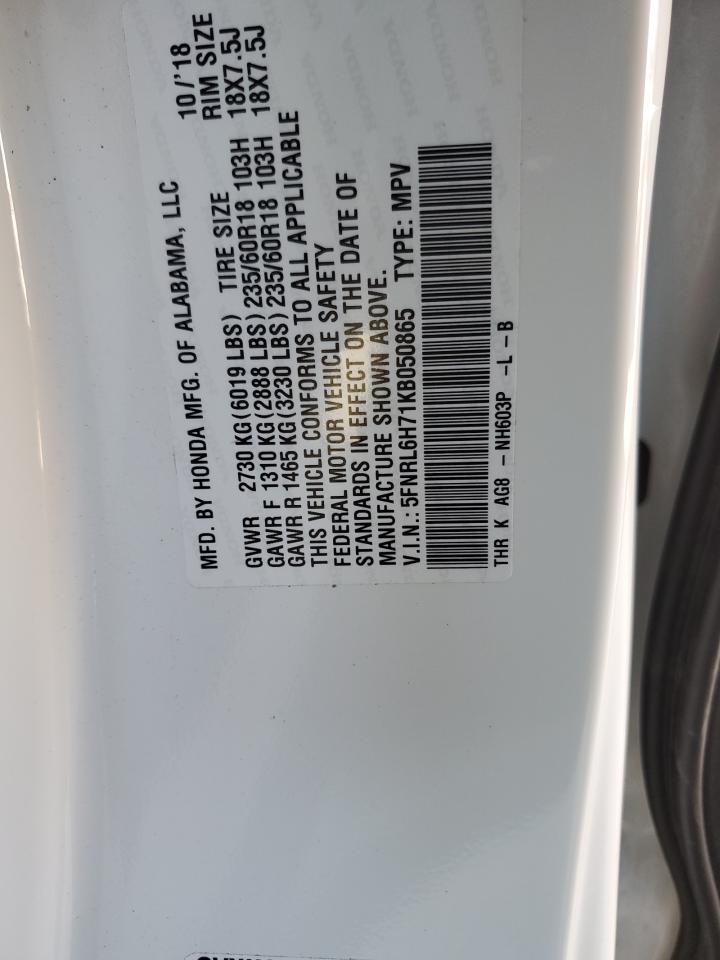 MFD. BY HONDA MFG. OF ALABAMA, LLC 10/'18
GVWR 2730 KG(6019 LBS) TIRE SIZE RIM SIZE
GAWR F 1310 KG(2888 LBS)235/60R18 103H 18X7.5J
GAWR R 1465 KG(3230 LBS)235/60R18 103H 18X7.5J
THIS VEHICLE CONFORMS TO ALL APPLICABLE
FEDERAL MOTOR VEHICLE SAFETY
STANDARDS IN EFFECT ON THE DATE OF
MANUFACTURE SHOWN ABOVE.
V.I.N.: 5FNRL6H71KB050865 TYPE: MPV
THR K AG8 - NH603P -L -B